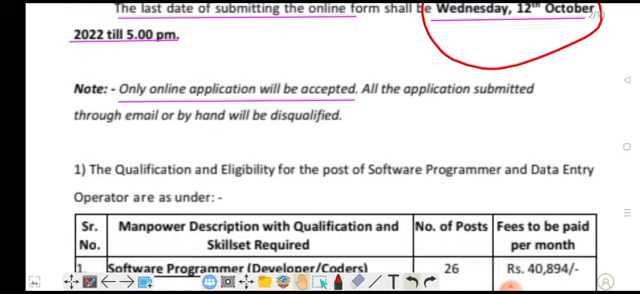 The last date of submitting the online form shall be Wednesday, 12th October
2022 till 5.00 pm.
Note: - Only online application will be accepted. All the application submitted
through email or by hand will be disqualified.
1) The Qualification and Eligibility for the post of Software Programmer and Data Entry
Operator are as under: -
Sr. No. Manpower Description with Qualification and Skillset Required No. of Posts Fees to be paid per month
1. Software Programmer (Developer/Coders) 26 Rs. 40,894/-